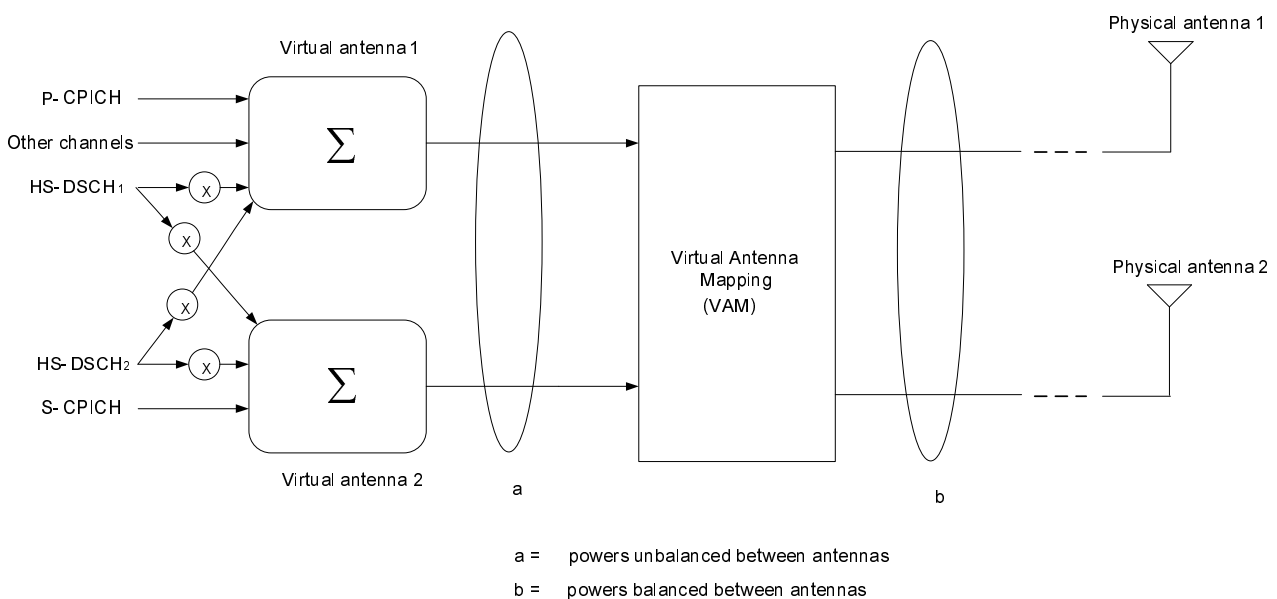 Physical antenna 1
Virtual antenna 1
P-CPICH
Other channels
HS-DSCH1
X
X
Σ
Virtual Antenna
Mapping
(VAM)
Physical antenna 2
X
HS-DSCH2
X
S-CPICH
Σ
Virtual antenna 2
a
b
a = powers unbalanced between antennas
b = powers balanced between antennas